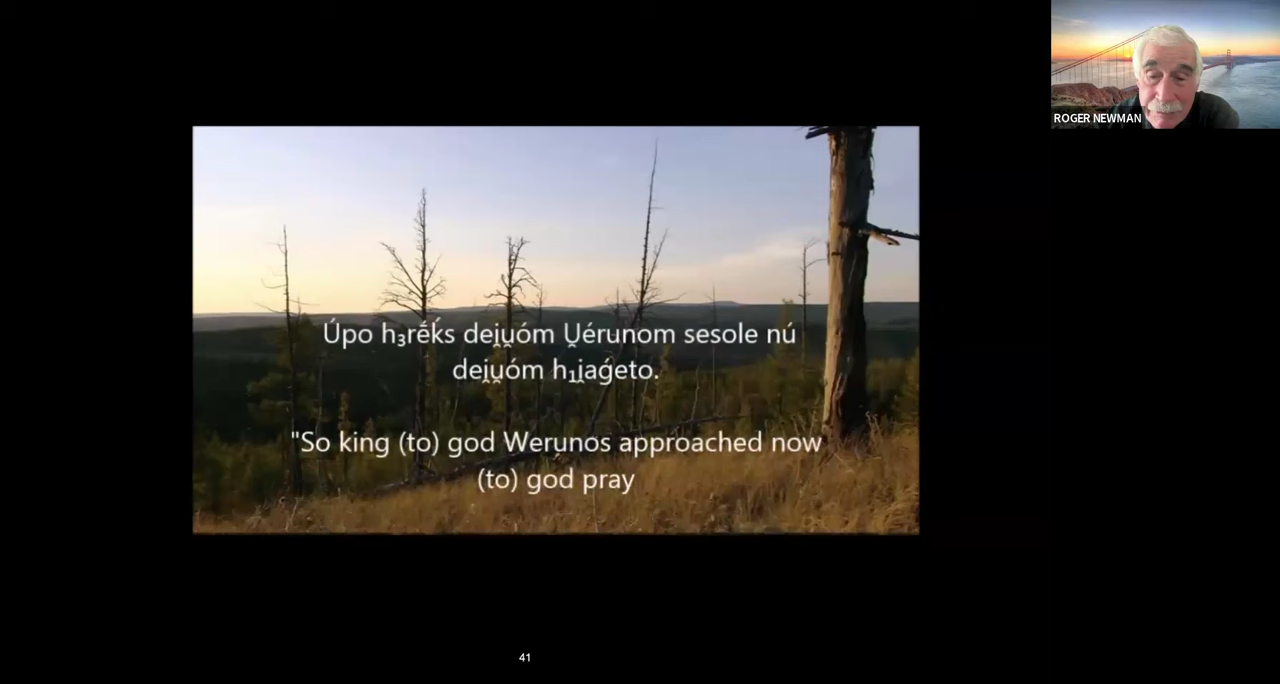 ROGER NEWMAN
Úpo h₃rḗḱs dei̯u̯óm U̯érunom sesole nú
dei̯u̯óm h₁i̯aǵeto.
"So king (to) god Werunos approached now
(to) god pray
41